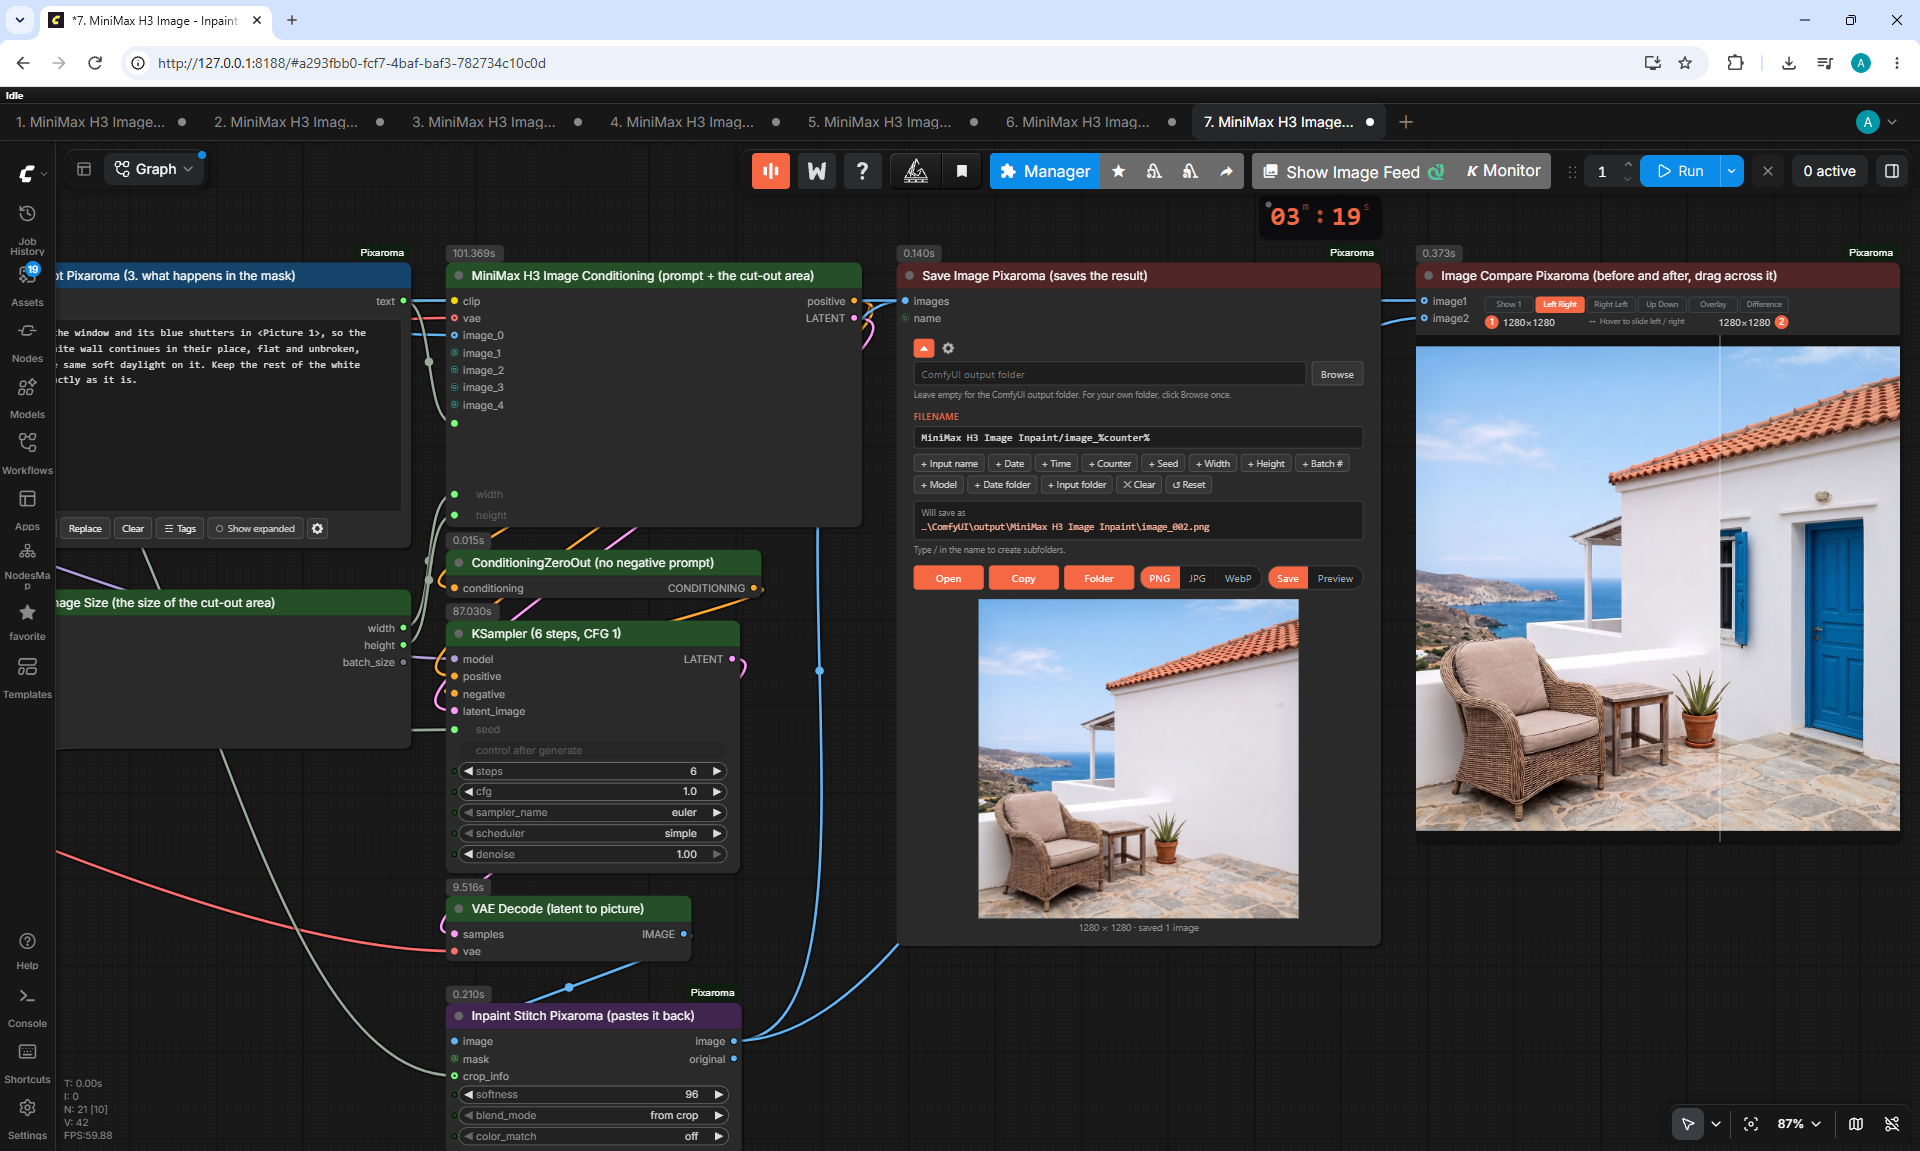 *7. MiniMax H3 Image - Inpaint
http://127.0.0.1:8188/#a293fbb0-fcf7-4baf-baf3-782734c10c0d
A
Idle
1. MiniMax H3 Image...
2. MiniMax H3 Imag...
3. MiniMax H3 Imag...
4. MiniMax H3 Imag...
5. MiniMax H3 Imag...
6. MiniMax H3 Imag...
7. MiniMax H3 Image...
A
Graph
W
?
Manager
Show Image Feed
K Monitor
1
Run
0 active
03 m : 19 s
Job History
19
Assets
Nodes
Models
Workflows
Apps
NodesMap
favorite
Templates
Help
Console
Shortcuts
Settings
Pixaroma
ot Pixaroma (3. what happens in the mask)
text
the window and its blue shutters in <Picture 1>, so the
ite wall continues in their place, flat and unbroken,
same soft daylight on it. Keep the rest of the white
ctly as it is.
Replace
Clear
Tags
Show expanded
age Size (the size of the cut-out area)
width
height
batch_size
101.369s
MiniMax H3 Image Conditioning (prompt + the cut-out area)
clip
positive
vae
LATENT
image_0
image_1
image_2
image_3
image_4
width
height
0.015s
ConditioningZeroOut (no negative prompt)
conditioning
CONDITIONING
87.030s
KSampler (6 steps, CFG 1)
model
LATENT
positive
negative
latent_image
seed
control after generate
steps 6
cfg 1.0
sampler_name euler
scheduler simple
denoise 1.00
9.516s
VAE Decode (latent to picture)
samples
IMAGE
vae
0.210s
Pixaroma
Inpaint Stitch Pixaroma (pastes it back)
image
image
mask
original
crop_info
softness 96
blend_mode from crop
color_match off
0.140s
Pixaroma
Save Image Pixaroma (saves the result)
images
name
ComfyUI output folder
Browse
Leave empty for the ComfyUI output folder. For your own folder, click Browse once.
FILENAME
MiniMax H3 Image Inpaint/image_%counter%
+ Input name
+ Date
+ Time
+ Counter
+ Seed
+ Width
+ Height
+ Batch #
+ Model
+ Date folder
+ Input folder
Clear
Reset
Will save as
…\ComfyUI\output\MiniMax H3 Image Inpaint\image_002.png
Type / in the name to create subfolders.
Open
Copy
Folder
PNG
JPG
WebP
Save
Preview
1280 × 1280 · saved 1 image
0.373s
Pixaroma
Image Compare Pixaroma (before and after, drag across it)
image1
image2
Show 1
Left Right
Right Left
Up Down
Overlay
Difference
1 1280×1280
↔ Hover to slide left / right
1280×1280 2
T: 0.00s
I: 0
N: 21 [10]
V: 42
FPS:59.88
87%